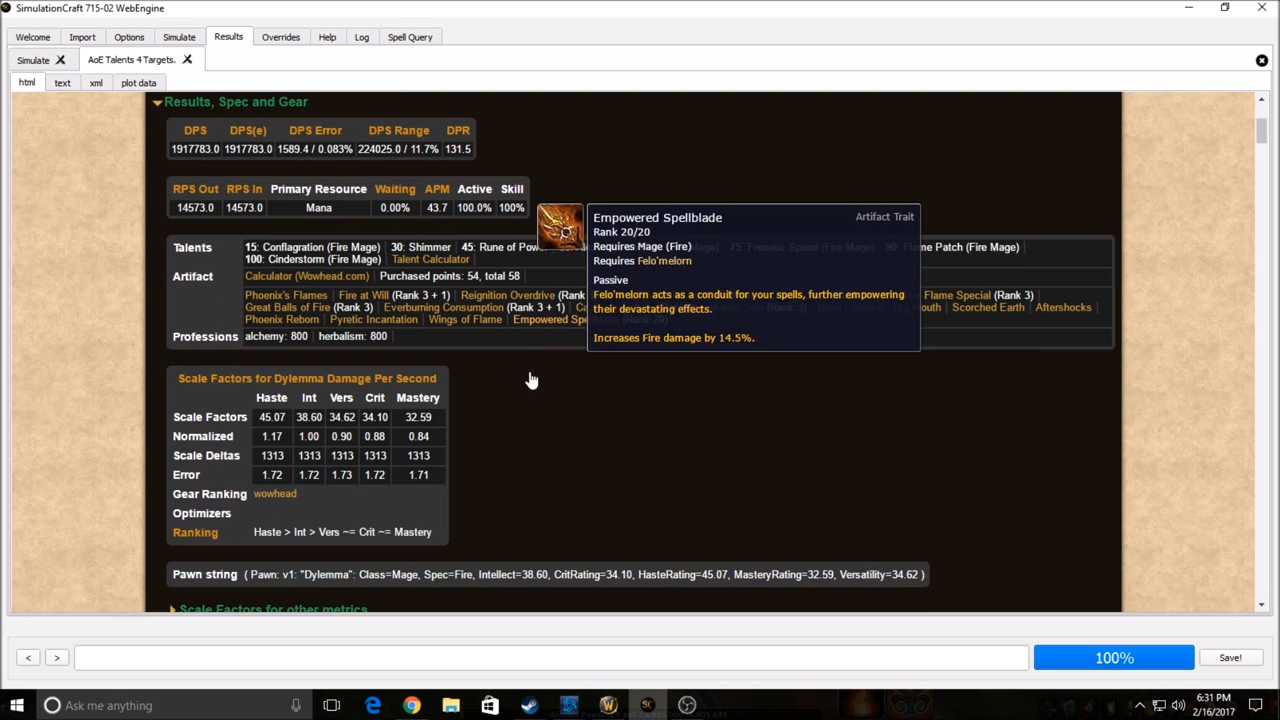 SimulationCraft 715-02 WebEngine
Welcome Import Options Simulate Results Overrides Help Log Spell Query
Simulate AoE Talents 4 Targets.
html text xml plot data
Results, Spec and Gear
DPS DPS(e) DPS Error DPS Range DPR
1917783.0 1917783.0 1589.4 / 0.083% 224025.0 / 11.7% 131.5
RPS Out RPS In Primary Resource Waiting APM Active Skill
14573.0 14573.0 Mana 0.00% 43.7 100.0% 100%
Empowered Spellblade Artifact Trait
Rank 20/20
Requires Mage (Fire)
Requires Felo'melorn
Passive
Felo'melorn acts as a conduit for your spells, further empowering
their devastating effects.
Increases Fire damage by 14.5%.
Talents 15: Conflagration (Fire Mage) | 30: Shimmer | 45: Rune of Power 75 Frenetic Speed (Fire Mage) 90 Flame Patch (Fire Mage)
100: Cinderstorm (Fire Mage) | Talent Calculator
Artifact Calculator (Wowhead.com) | Purchased points: 54, total 58
Phoenix's Flames | Fire at Will (Rank 3 + 1) | Reignition Overdrive (Rank Flame Special (Rank 3)
Great Balls of Fire (Rank 3) | Everburning Consumption (Rank 3 + 1) | Scorched Earth | Aftershocks
Phoenix Reborn | Pyretic Incantation | Wings of Flame | Empowered
Professions alchemy: 800 | herbalism: 800
Scale Factors for Dylemma Damage Per Second
Haste Int Vers Crit Mastery
Scale Factors 45.07 38.60 34.62 34.10 32.59
Normalized 1.17 1.00 0.90 0.88 0.84
Scale Deltas 1313 1313 1313 1313 1313
Error 1.72 1.72 1.73 1.72 1.71
Gear Ranking wowhead
Optimizers
Ranking Haste > Int > Vers ~= Crit ~= Mastery
Pawn string ( Pawn: v1: "Dylemma": Class=Mage, Spec=Fire, Intellect=38.60, CritRating=34.10, HasteRating=45.07, MasteryRating=32.59, Versatility=34.62 )
Scale Factors for other metrics
< > 100% Save!
Ask me anything
6:31 PM
2/16/2017